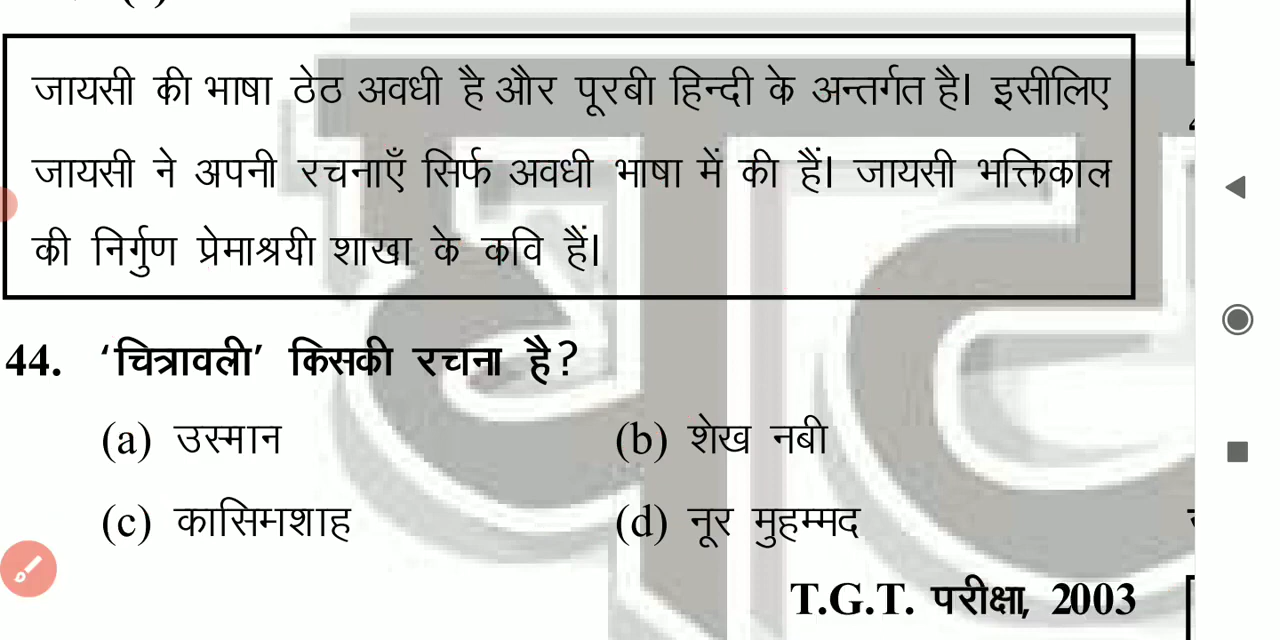 जायसी की भाषा ठेठ अवधी है और पूरबी हिन्दी के अन्तर्गत है। इसीलिए
जायसी ने अपनी रचनाएँ सिर्फ अवधी भाषा में की हैं। जायसी भक्तिकाल
की निर्गुण प्रेमाश्रयी शाखा के कवि हैं।
44. ‘चित्रावली’ किसकी रचना है?
(a) उस्मान (b) शेख नबी
(c) कासिमशाह (d) नूर मुहम्मद
T.G.T. परीक्षा, 2003